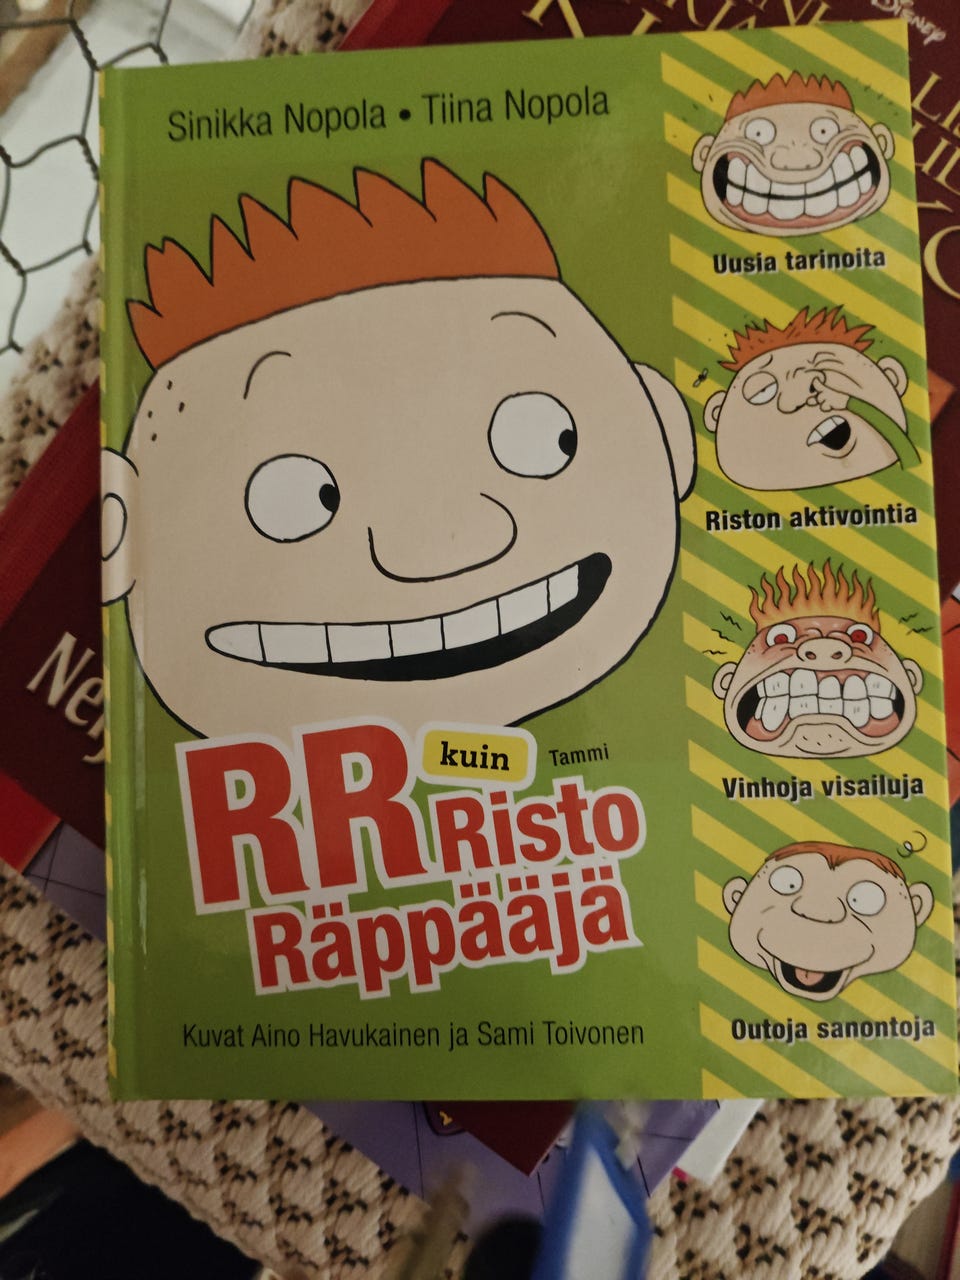 Sinikka Nopola • Tiina Nopola
Uusia tarinoita
Riston aktivointia
Vinhoja visailuja
Outoja sanontoja
RR kuin
Risto
Räppääjä
Tammi
Kuvat Aino Havukainen ja Sami Toivonen
DISNEY